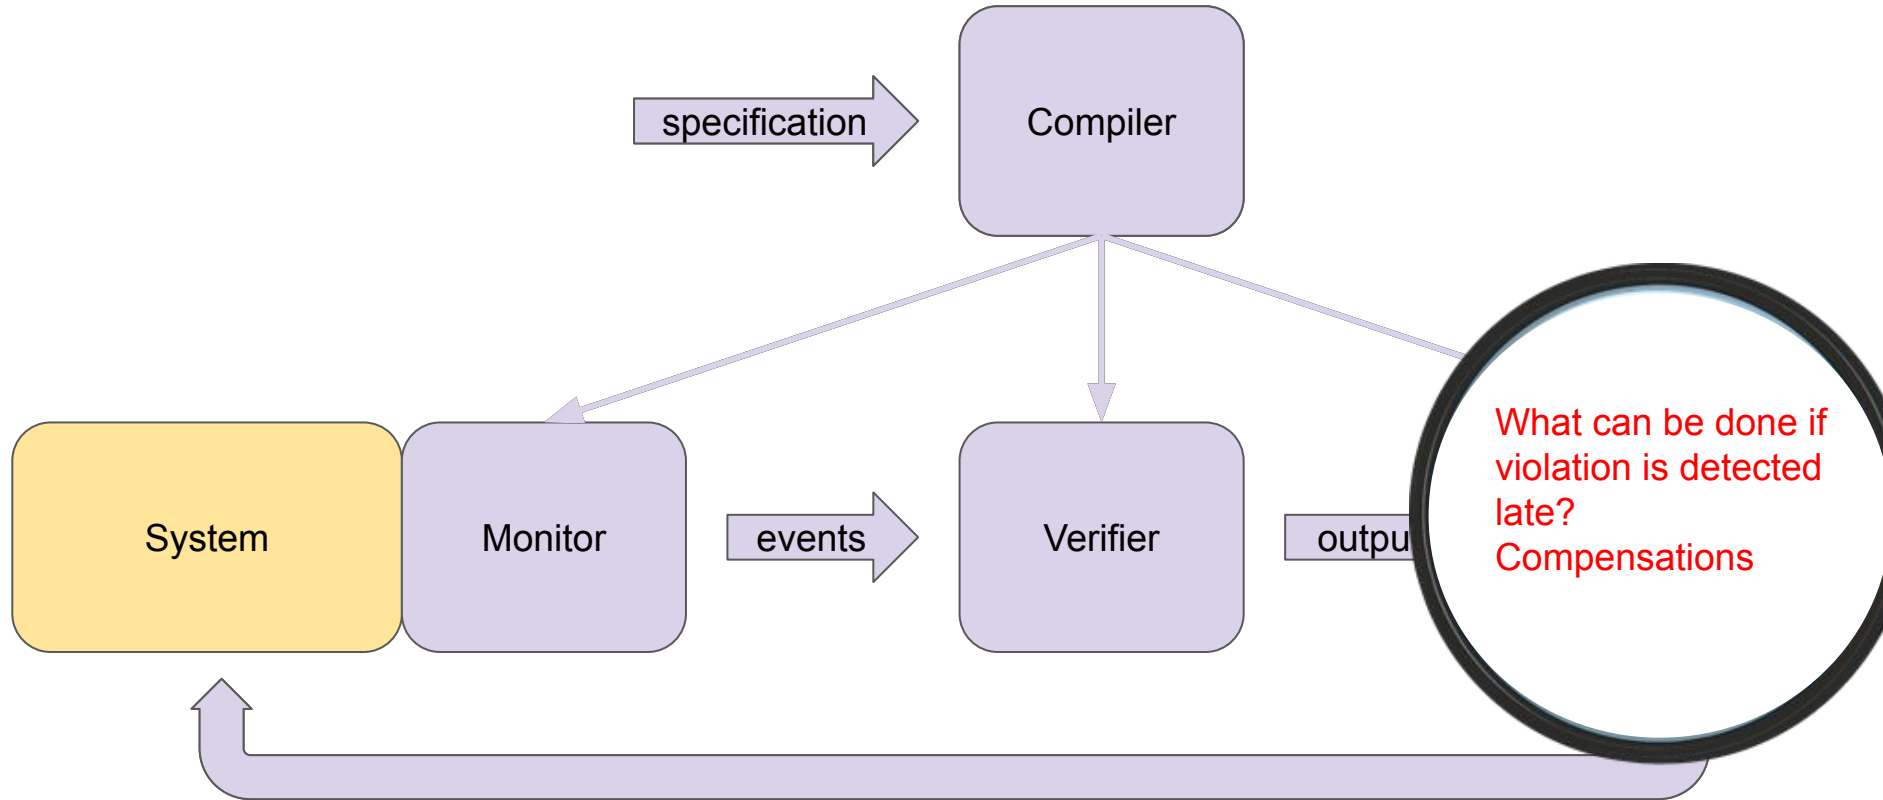 specification
Compiler
What can be done if
violation is detected
late?
Compensations
System
Monitor
events
Verifier
outpu